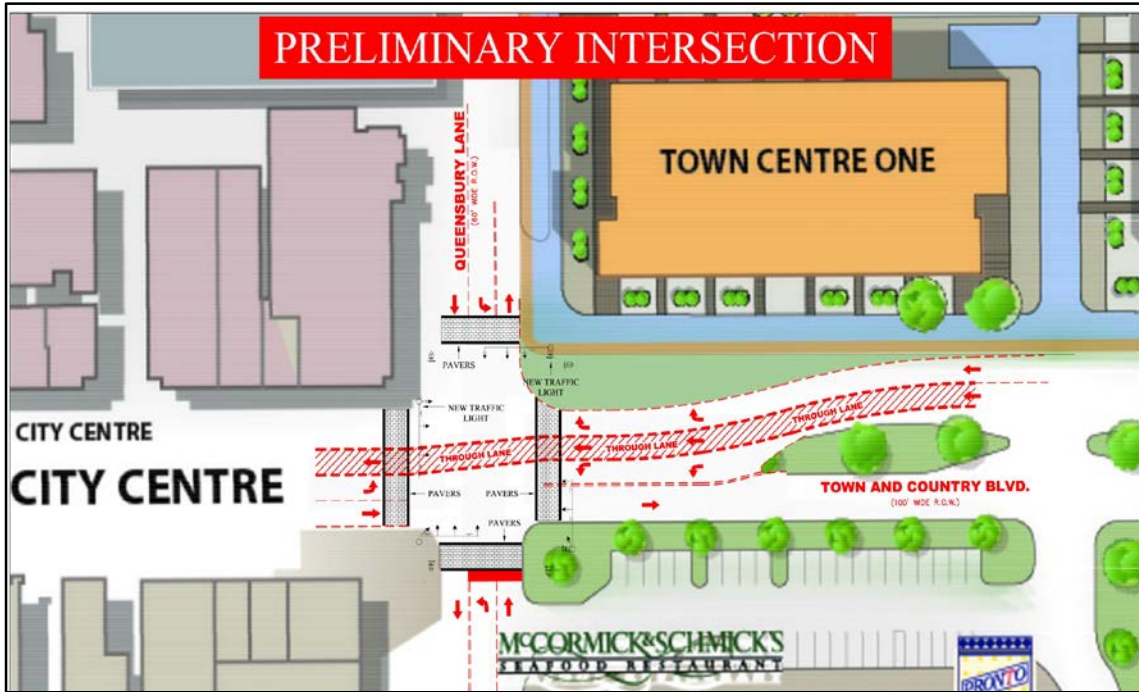 PRELIMINARY INTERSECTION
TOWN CENTRE ONE
QUEENSBURY LANE
(60' WIDE R.O.W.)
PAVERS
NEW TRAFFIC
LIGHT
NEW TRAFFIC
LIGHT
THROUGH LANE
THROUGH LANE
THROUGH LANE
CITY CENTRE
CITY CENTRE
PAVERS
PAVERS
PAVERS
TOWN AND COUNTRY BLVD.
(100' WIDE R.O.W.)
McCORMICK&SCHMICK'S
SEAFOOD RESTAURANT
PRONTO